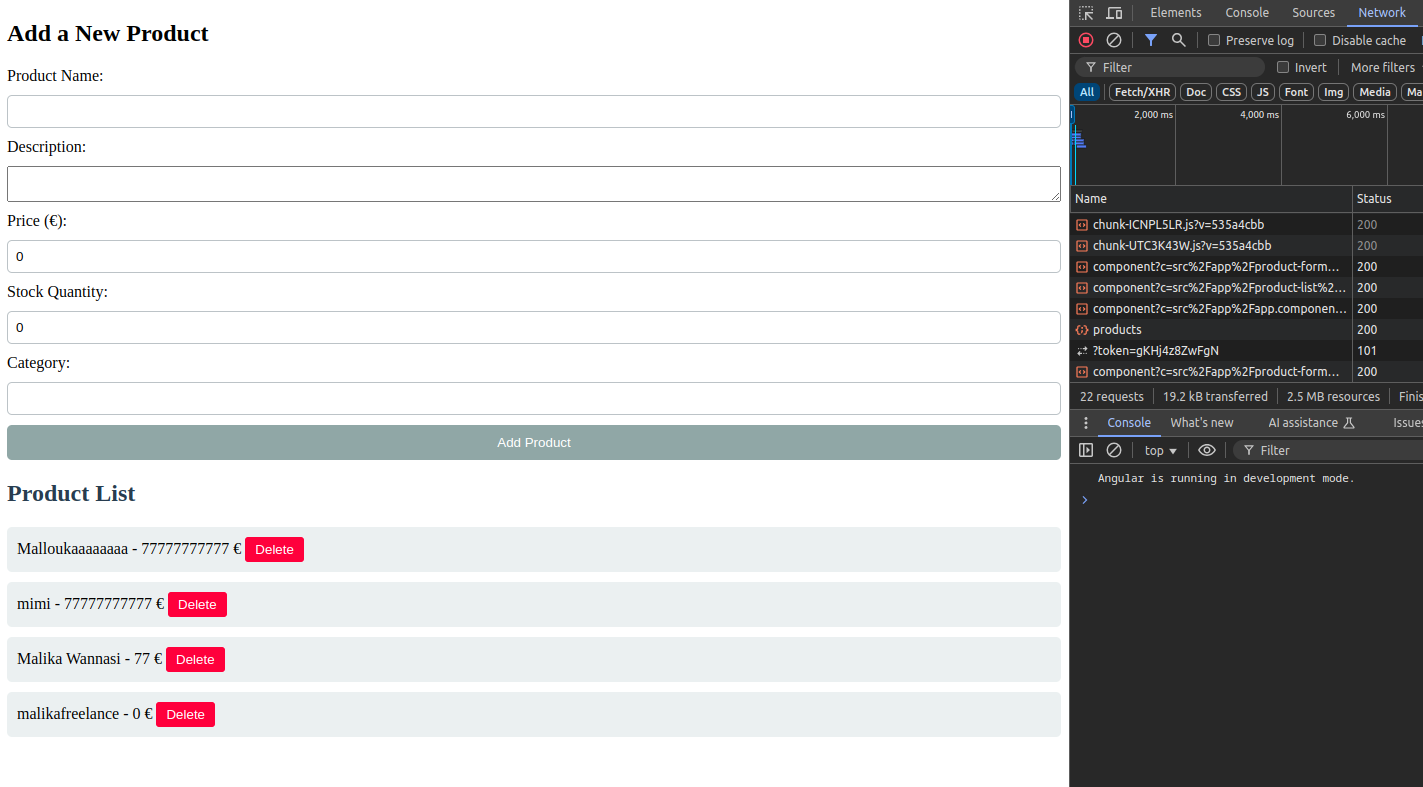 Add a New Product
Product Name:
Description:
Price (€):
0
Stock Quantity:
0
Category:
Add Product
Product List
Malloukaaaaaaaa - 77777777777 € Delete
mimi - 77777777777 € Delete
Malika Wannasi - 77 € Delete
malikafreelance - 0 € Delete
Elements Console Sources Network
Preserve log Disable cache
Filter Invert More filters
All Fetch/XHR Doc CSS JS Font Img Media Ma
2,000 ms 4,000 ms 6,000 ms
Name Status
chunk-ICNPL5LR.js?v=535a4cbb 200
chunk-UTC3K43W.js?v=535a4cbb 200
component?c=src%2Fapp%2Fproduct-form... 200
component?c=src%2Fapp%2Fproduct-list%2... 200
component?c=src%2Fapp%2Fapp.componen... 200
products 200
?token=gKHj4z8ZwFgN 101
component?c=src%2Fapp%2Fproduct-form... 200
22 requests 19.2 kB transferred 2.5 MB resources Finis
Console What's new AI assistance Issues
top Filter
Angular is running in development mode.